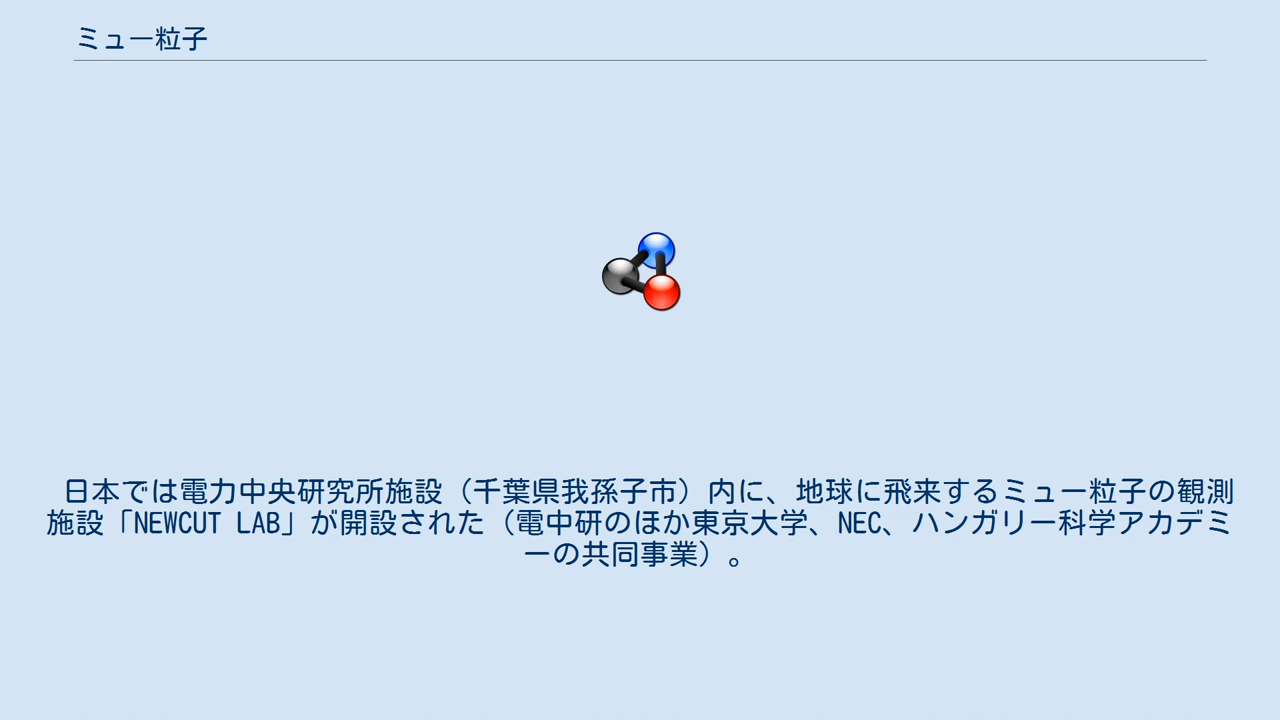 ミュー粒子
日本では電力中央研究所施設（千葉県我孫子市）内に、地球に飛来するミュー粒子の観測
施設「NEWCUT LAB」が開設された（電中研のほか東京大学、NEC、ハンガリー科学アカデミ
ーの共同事業）。